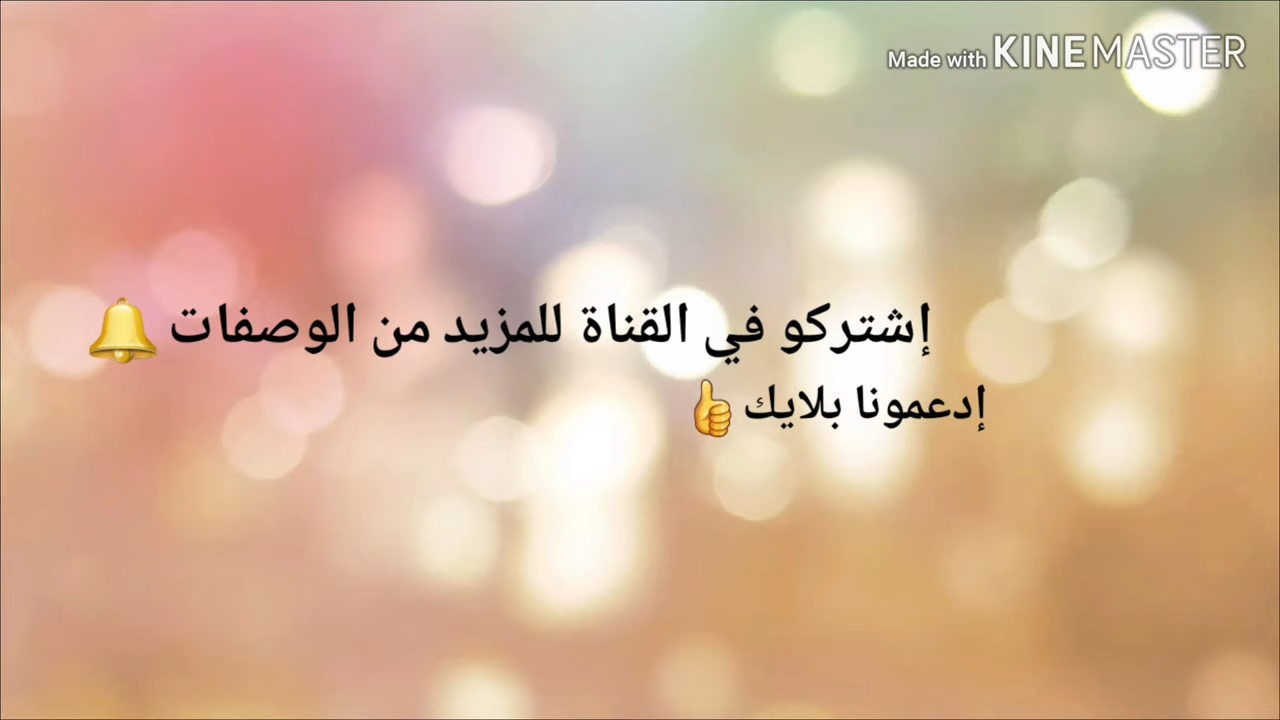 Made with KINEMASTER
إشتركو في القناة للمزيد من الوصفات 🔔
إدعمونا بلايك 👍